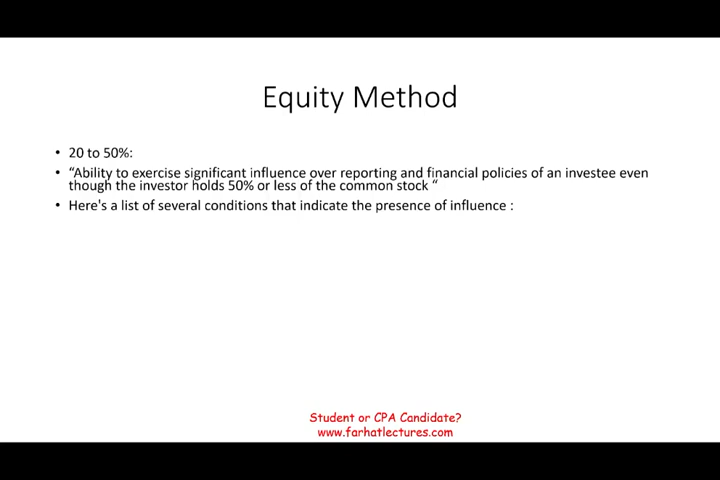 Equity Method
• 20 to 50%:
• “Ability to exercise significant influence over reporting and financial policies of an investee even
though the investor holds 50% or less of the common stock “
• Here's a list of several conditions that indicate the presence of influence :
Student or CPA Candidate?
www.farhatlectures.com